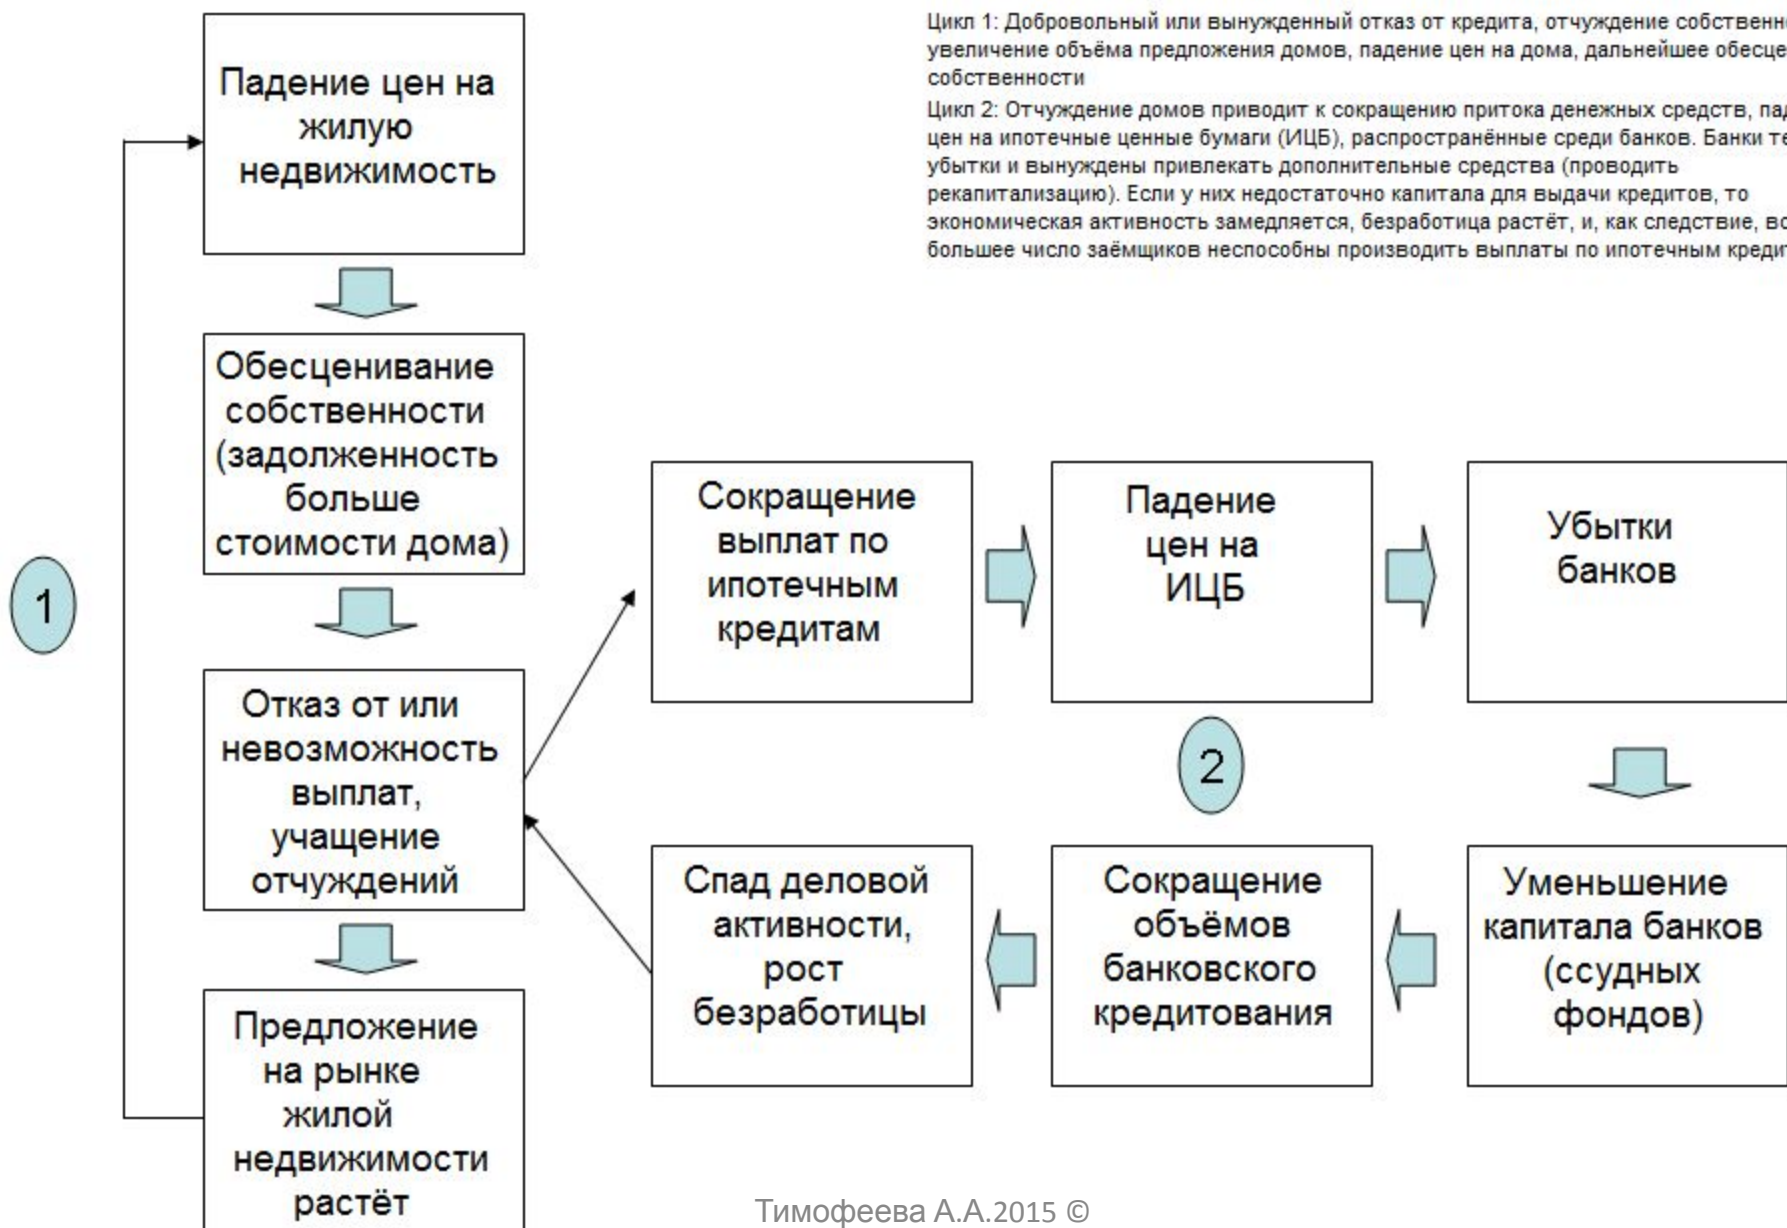 Цикл 1: Добровольный или вынужденный отказ от кредита, отчуждение
увеличение объёма предложения домов, падение цен на дома, дальнейшее
собственности
Цикл 2: Отчуждение домов приводит к сокращению притока денежных средств,
цен на ипотечные ценные бумаги (ИЦБ), распространённые среди банков. Банки
убытки и вынуждены привлекать дополнительные средства (проводить
рекапитализацию). Если у них недостаточно капитала для выдачи кредитов, то
экономическая активность замедляется, безработица растёт, и, как следствие,
большее число заёмщиков неспособны производить выплаты по ипотечным
Падение цен на
жилую
недвижимость
Обесценивание
собственности
(задолженность
больше
стоимости дома)
1
Отказ от или
невозможность
выплат,
учащение
отчуждений
Предложение
на рынке
жилой
недвижимости
растёт
Сокращение
выплат по
ипотечным
кредитам
Падение
цен на
ИЦБ
Убытки
банков
2
Уменьшение
капитала банков
(ссудных
фондов)
Сокращение
объёмов
банковского
кредитования
Спад деловой
активности,
рост
безработицы
Тимофеева А.А.2015 ©